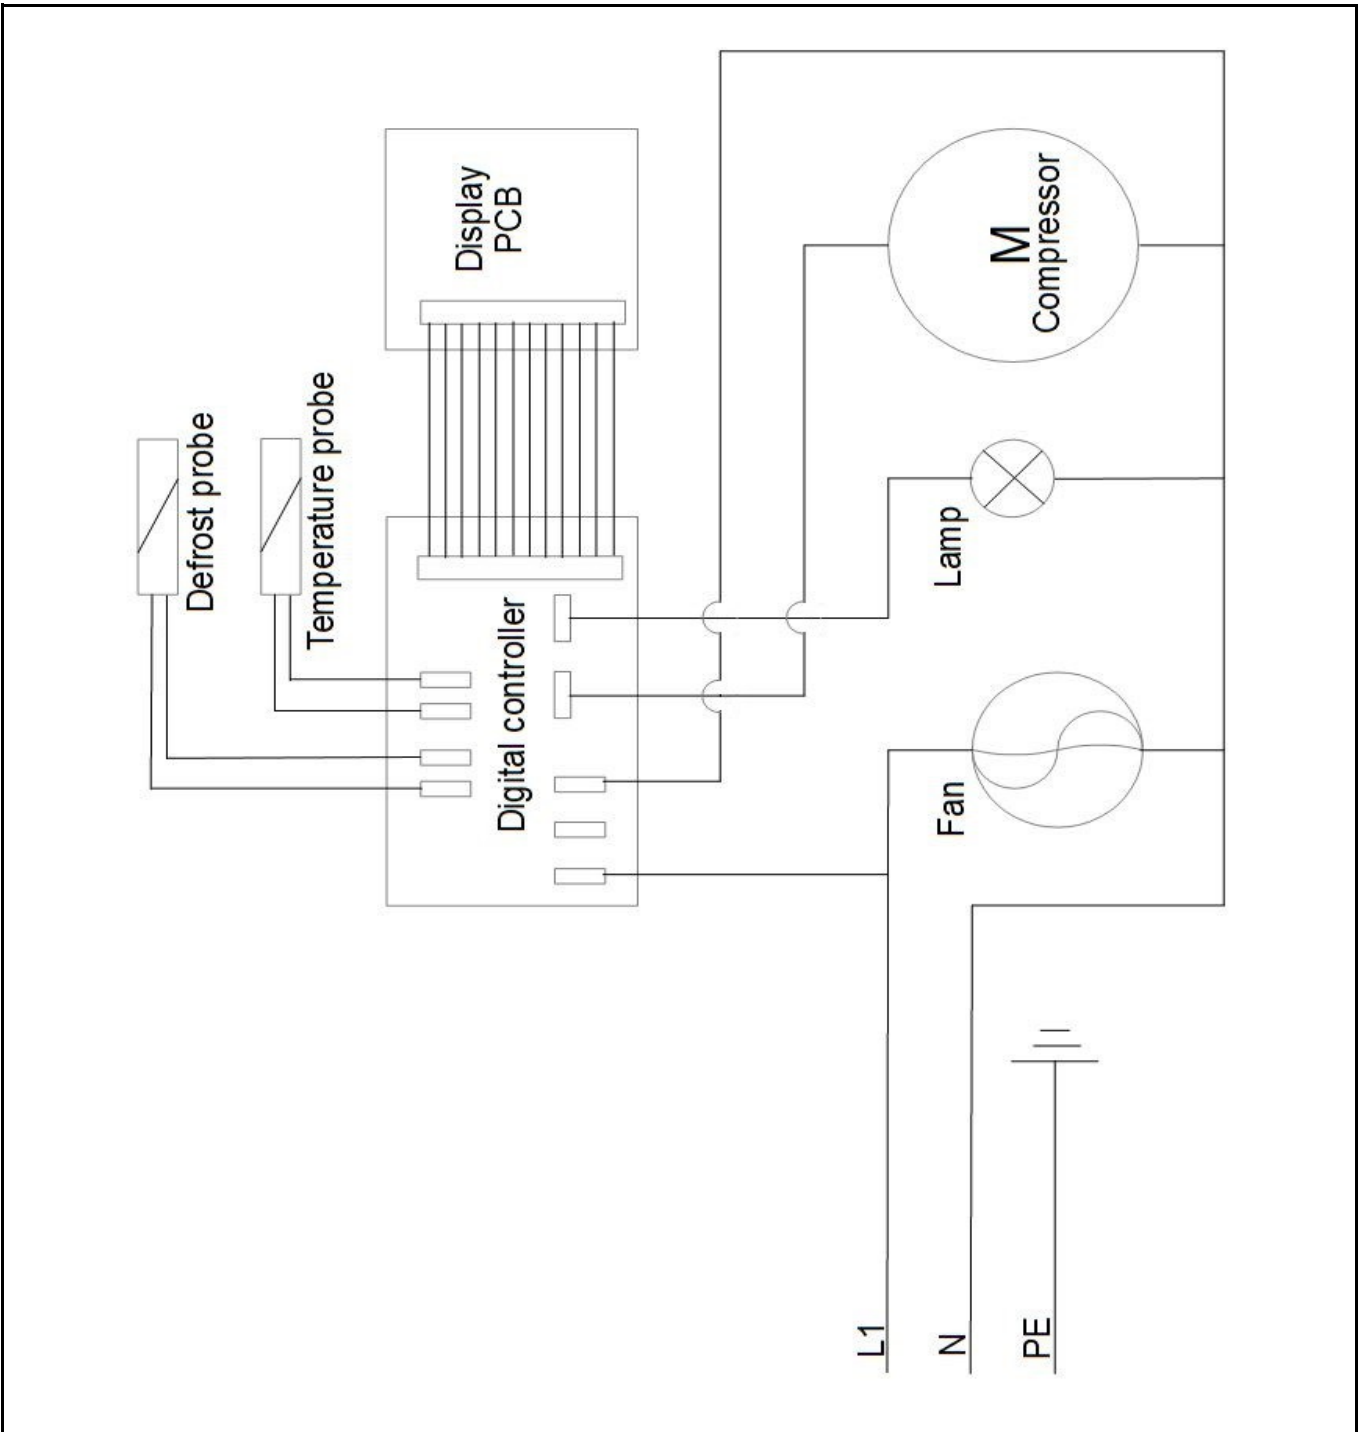 Display
PCB
M
Compressor
Defrost probe
Temperature probe
Lamp
Digital controller
Fan
L1
N
PE